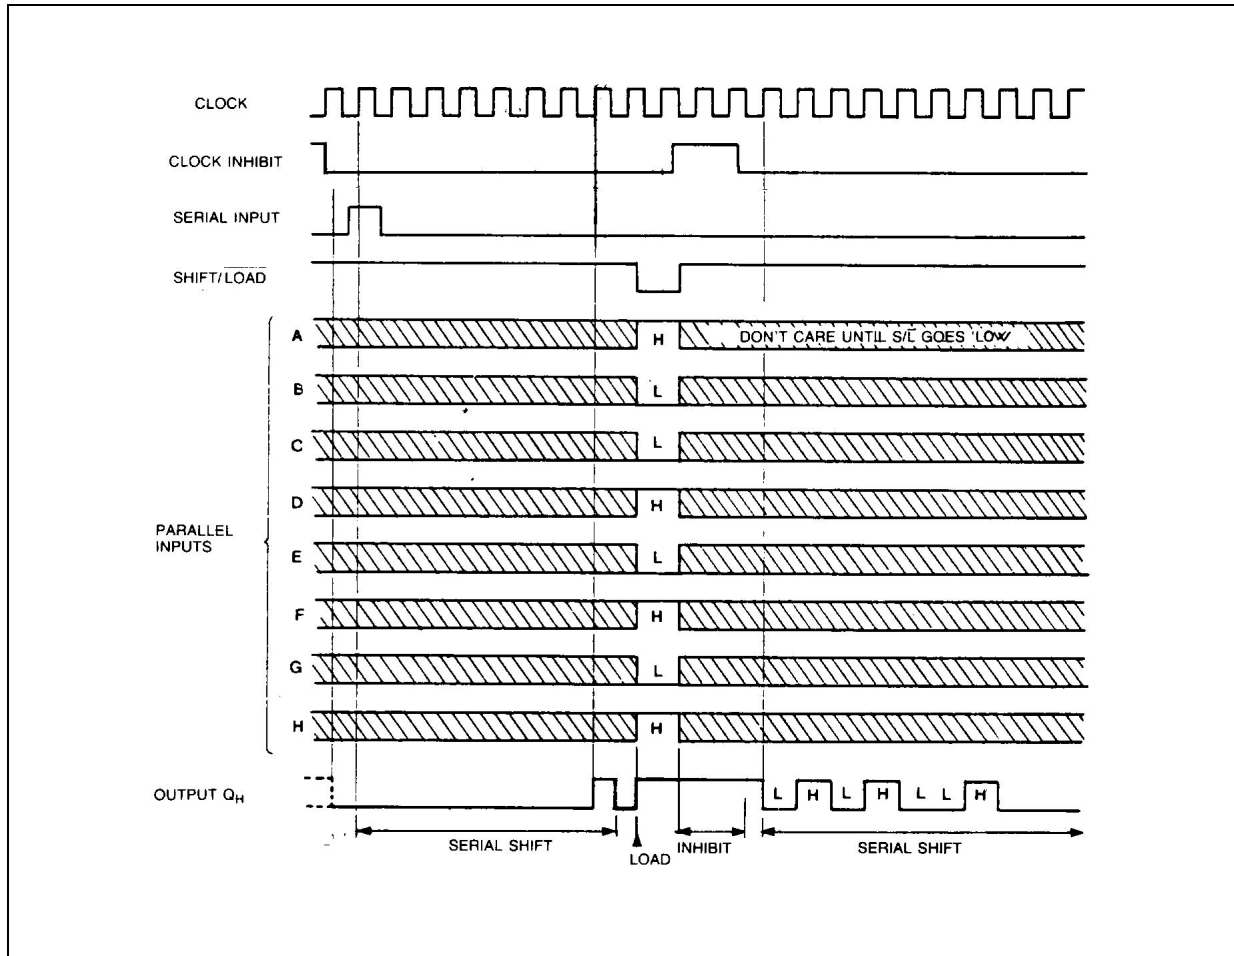 CLOCK
CLOCK INHIBIT
SERIAL INPUT
SHIFT/LOAD
A H DON'T CARE UNTIL S/L GOES LOW
B L
C L
D H
PARALLEL
INPUTS
E L
F H
G L
H H
OUTPUT QH L H L H L L H
SERIAL SHIFT LOAD INHIBIT SERIAL SHIFT